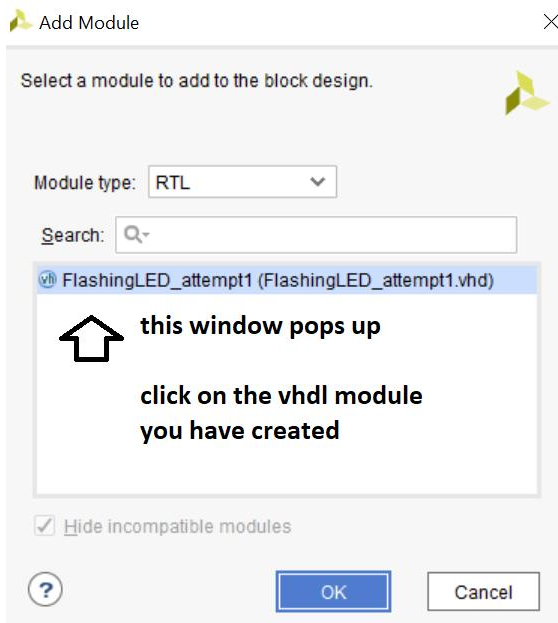 Add Module
Select a module to add to the block design.
Module type: RTL
Search:
vh FlashingLED_attempt1 (FlashingLED_attempt1.vhd)
this window pops up
click on the vhdl module
you have created
Hide incompatible modules
? OK Cancel